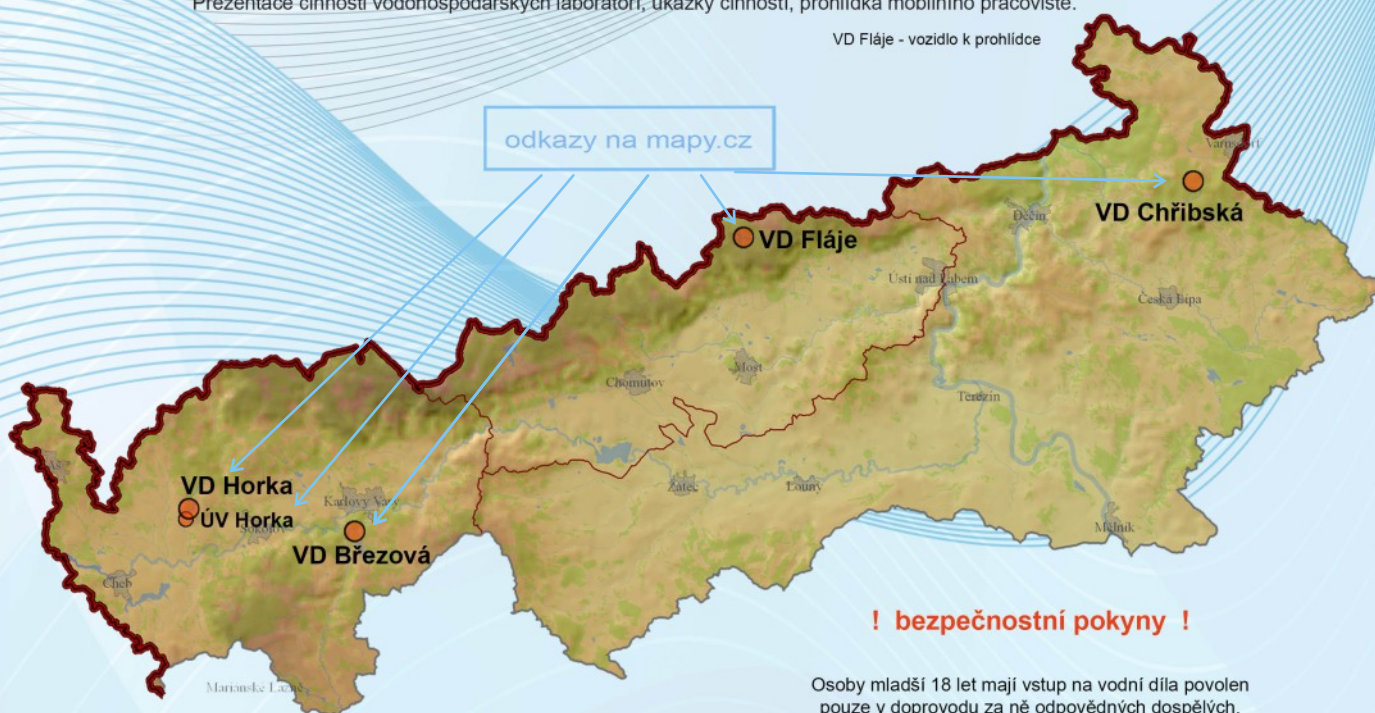 Prezentace činnosti vodohospodářských laboratoří, ukázky činností, prohlídka mobilního pracoviště.
VD Fláje - vozidlo k prohlídce
odkazy na mapy.cz
Varnsdorf
VD Chřibská
Děčín
VD Fláje
Ústí nad Labem
Česká Lípa
Most
Chomutov
Terezín
Aš
VD Horka
Karlovy Vary
ÚV Horka
Sokolov
VD Březová
Žatec
Louny
Mělník
Cheb
! bezpečnostní pokyny !
Mariánské Lázně
Osoby mladší 18 let mají vstup na vodní díla povolen
pouze v doprovodu za ně odpovědných dospělých.